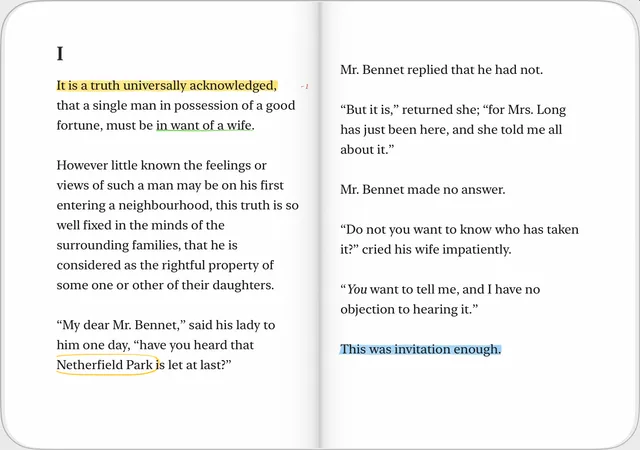 I
It is a truth universally acknowledged,
that a single man in possession of a good
fortune, must be in want of a wife.
However little known the feelings or
views of such a man may be on his first
entering a neighbourhood, this truth is so
well fixed in the minds of the
surrounding families, that he is
considered as the rightful property of
some one or other of their daughters.
“My dear Mr. Bennet,” said his lady to
him one day, “have you heard that
Netherfield Park is let at last?”
Mr. Bennet replied that he had not.
“But it is,” returned she; “for Mrs. Long
has just been here, and she told me all
about it.”
Mr. Bennet made no answer.
“Do not you want to know who has taken
it?” cried his wife impatiently.
“You want to tell me, and I have no
objection to hearing it.”
This was invitation enough.